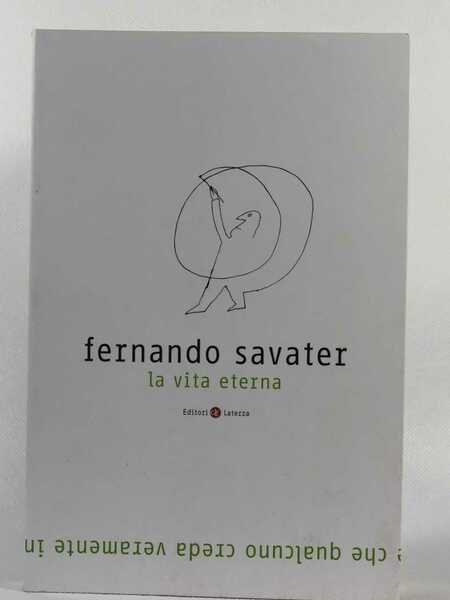 fernando savater
la vita eterna
Editori Laterza
e che qualcuno creda veramente in